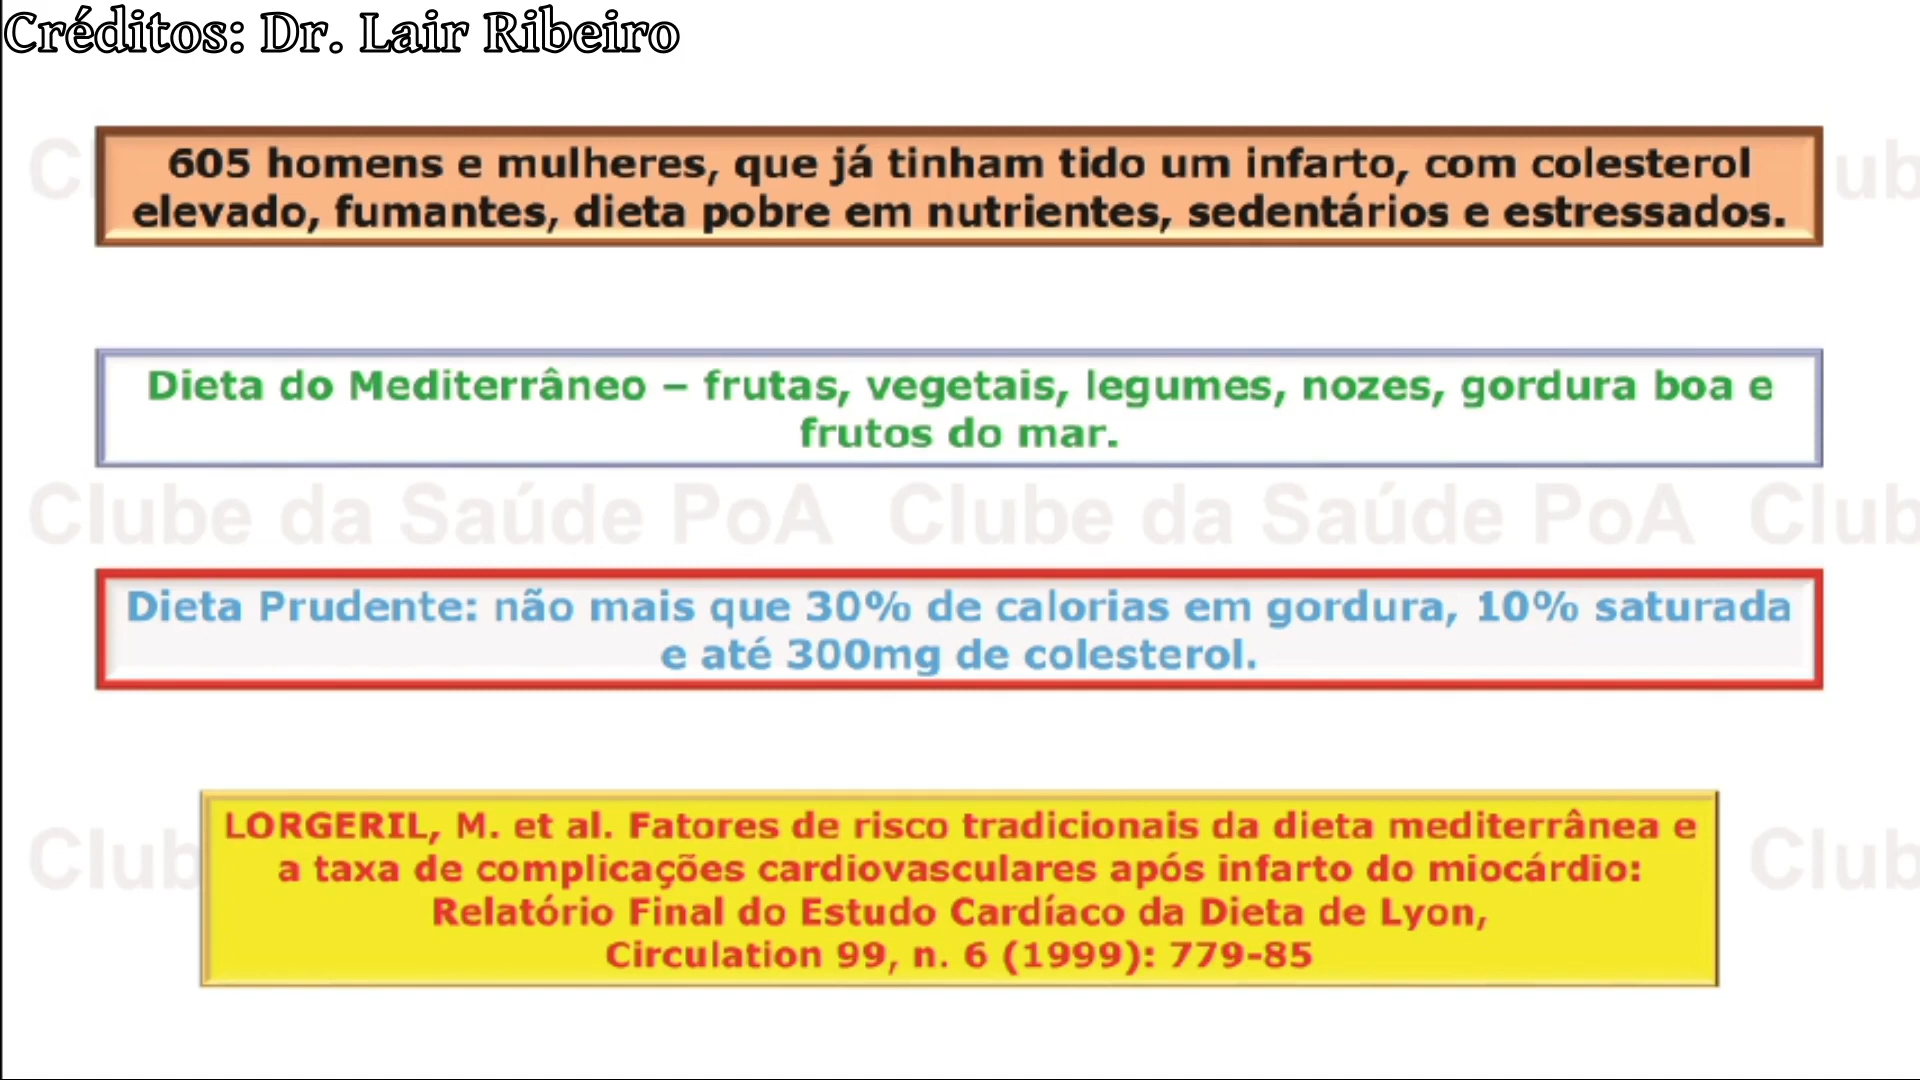 Créditos: Dr. Lair Ribeiro
605 homens e mulheres, que já tinham tido um infarto, com colesterol
elevado, fumantes, dieta pobre em nutrientes, sedentários e estressados.
Dieta do Mediterrâneo – frutas, vegetais, legumes, nozes, gordura boa e
frutos do mar.
Clube da Saúde PoA Clube da Saúde PoA Club
Dieta Prudente: não mais que 30% de calorias em gordura, 10% saturada
e até 300mg de colesterol.
LORGERIL, M. et al. Fatores de risco tradicionais da dieta mediterrânea e
a taxa de complicações cardiovasculares após infarto do miocárdio:
Relatório Final do Estudo Cardíaco da Dieta de Lyon,
Circulation 99, n. 6 (1999): 779-85